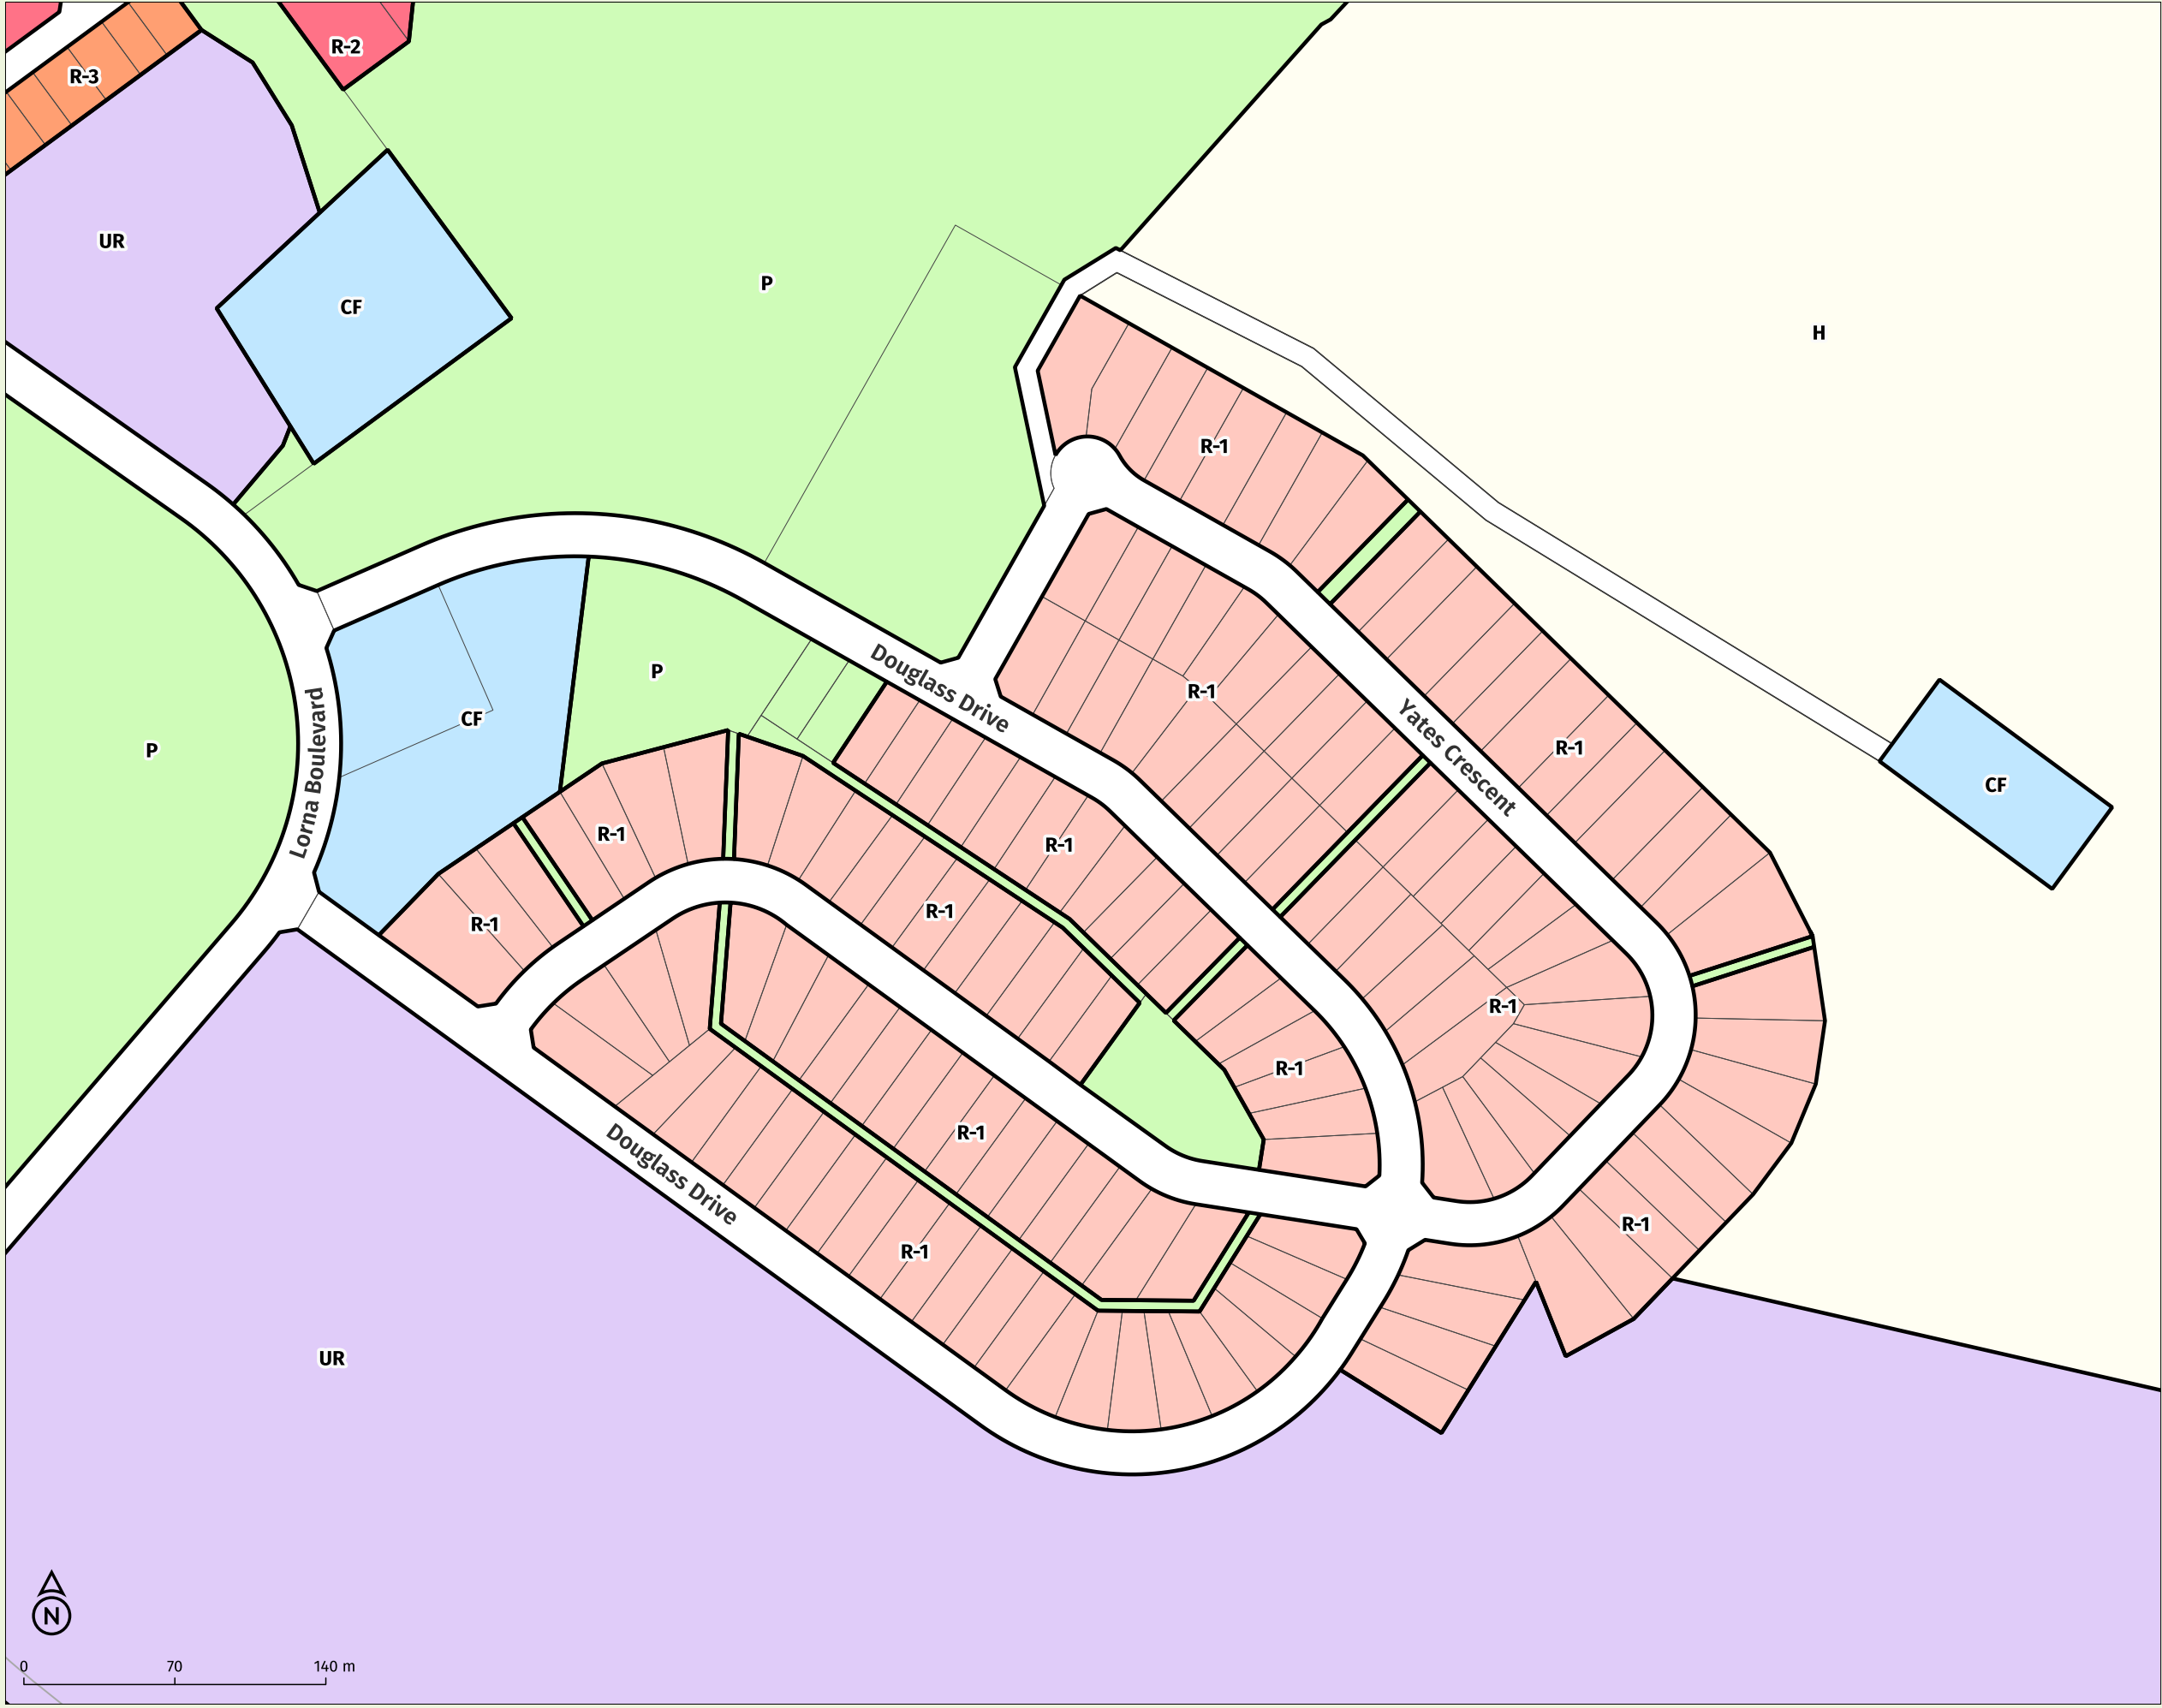 R-2
R-3
UR
P
CF
H
R-1
Douglass Drive
P
R-1
CF
Yates Crescent
R-1
P
Lorna Boulevard
CF
R-1
R-1
R-1
R-1
R-1
R-1
R-1
Douglass Drive
R-1
R-1
UR
N
0 70 140 m